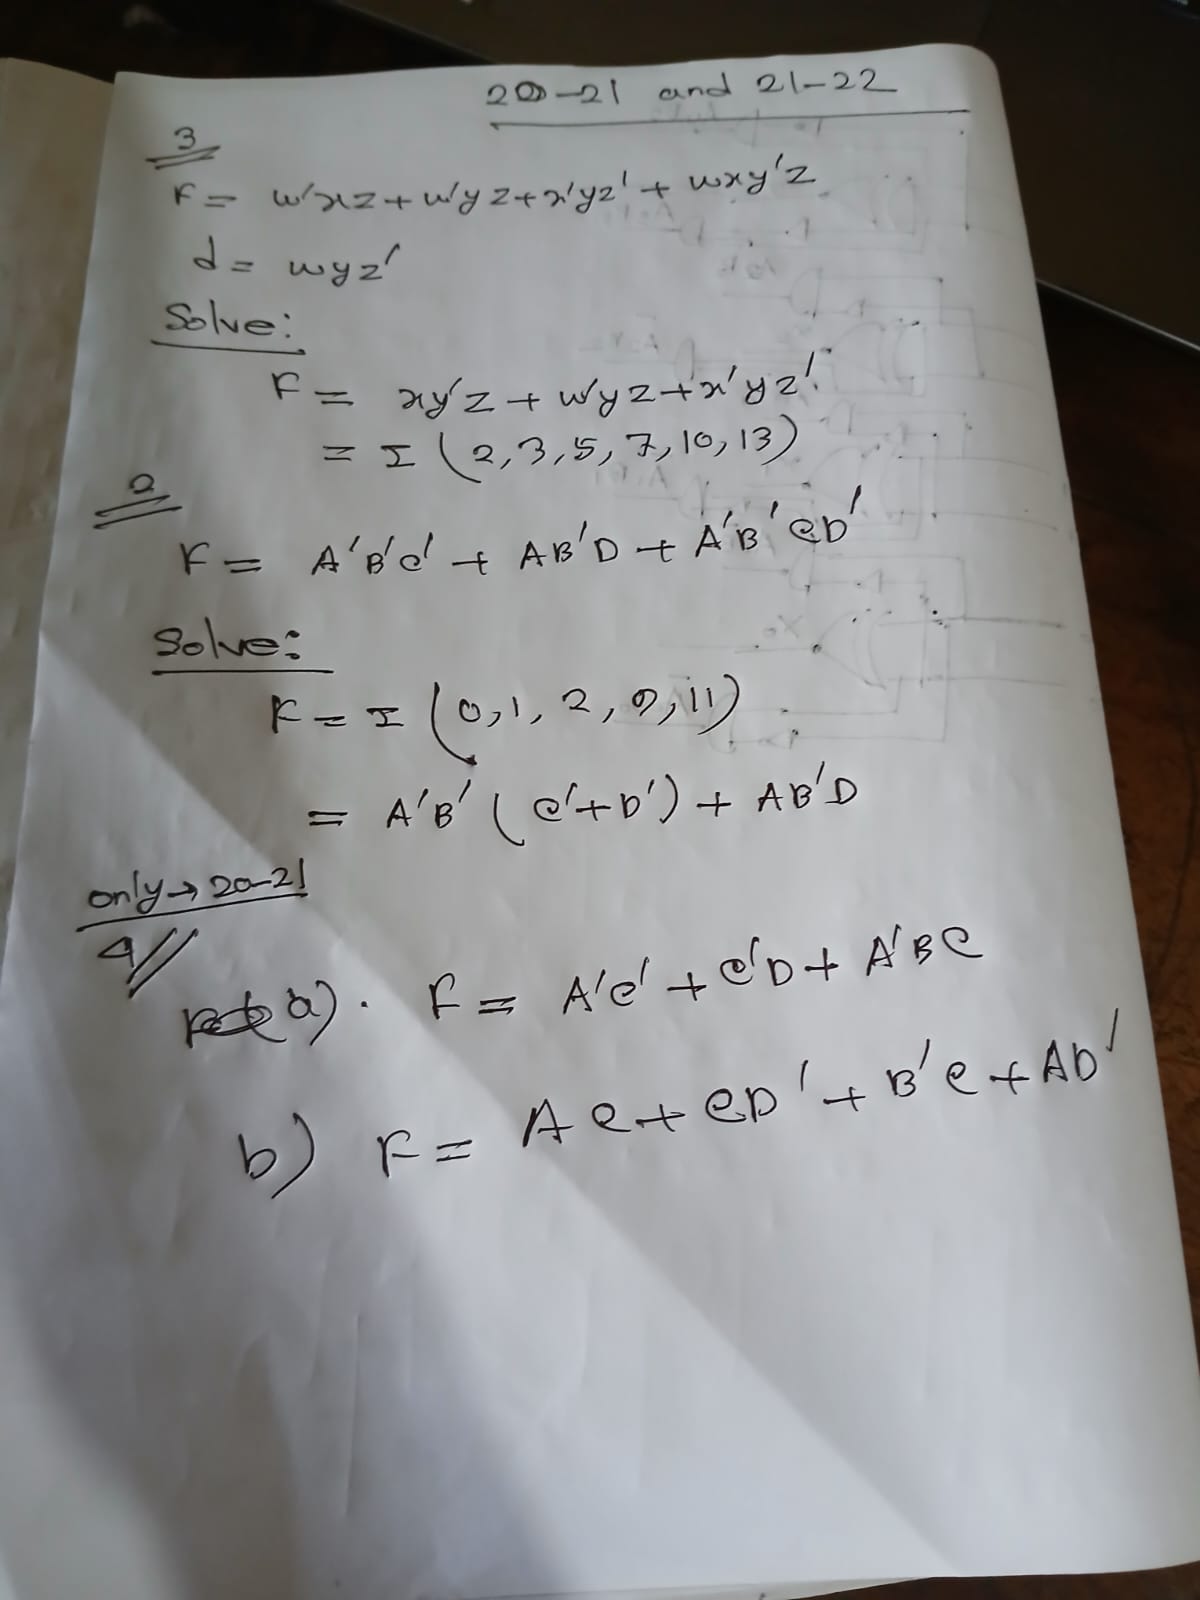 20-21 and 21-22
3
F = w'xz + w'yz + x'yz' + wxy'z
d = wyz'
Solve:
F = xy'z + w'yz + x'yz'
= Σ (2, 3, 5, 7, 10, 13)
2
F = A'B'C' + AB'D + A'B'CD'
Solve:
F = Σ (0, 1, 2, 9, 11)
= A'B' (C'+D') + AB'D
only → 20-21
4
a). F = A'C' + C'D + A'BC
b) F = AC + CD' + B'C + AD'